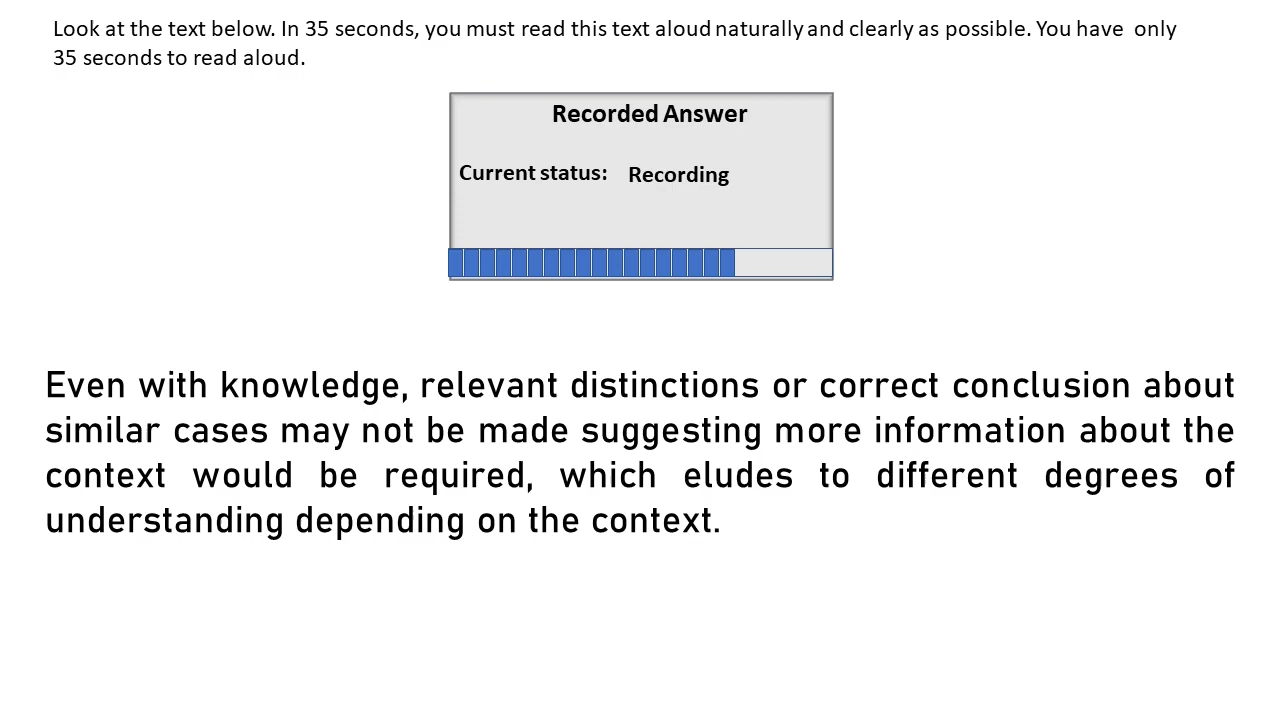 Look at the text below. In 35 seconds, you must read this text aloud naturally and clearly as possible. You have only
35 seconds to read aloud.
Recorded Answer
Current status: Recording
Even with knowledge, relevant distinctions or correct conclusion about
similar cases may not be made suggesting more information about the
context would be required, which eludes to different degrees of
understanding depending on the context.